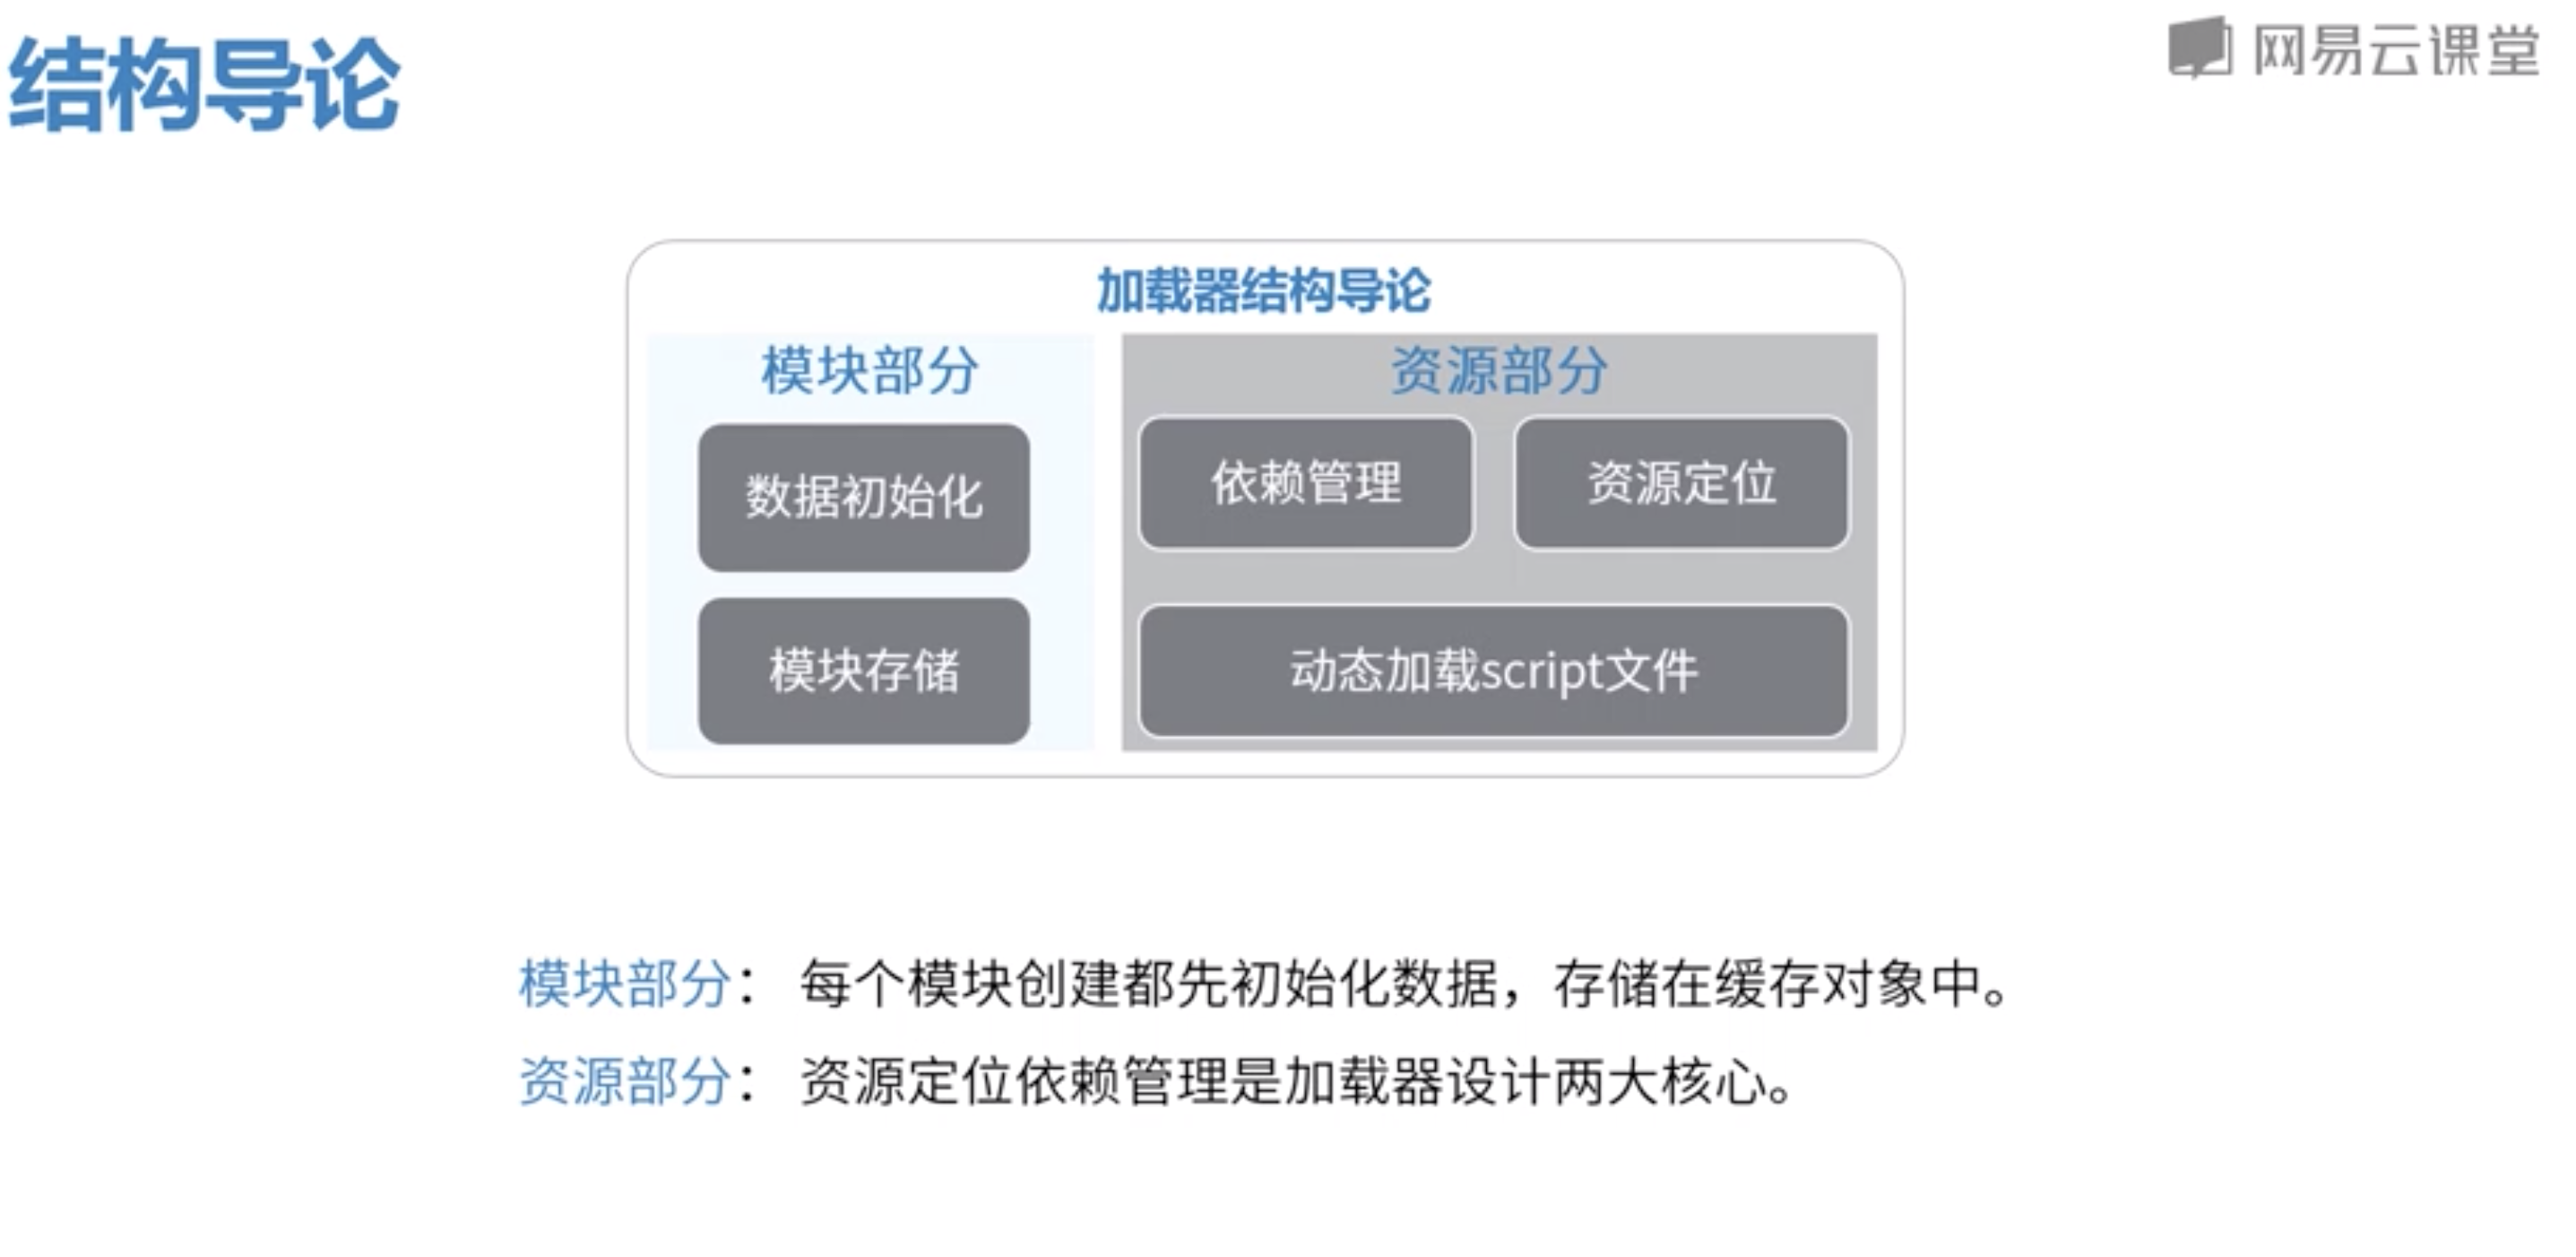 结构导论
网易云课堂
加载器结构导论
模块部分
数据初始化
模块存储
资源部分
依赖管理
资源定位
动态加载script文件
模块部分： 每个模块创建都先初始化数据，存储在缓存对象中。
资源部分： 资源定位依赖管理是加载器设计两大核心。